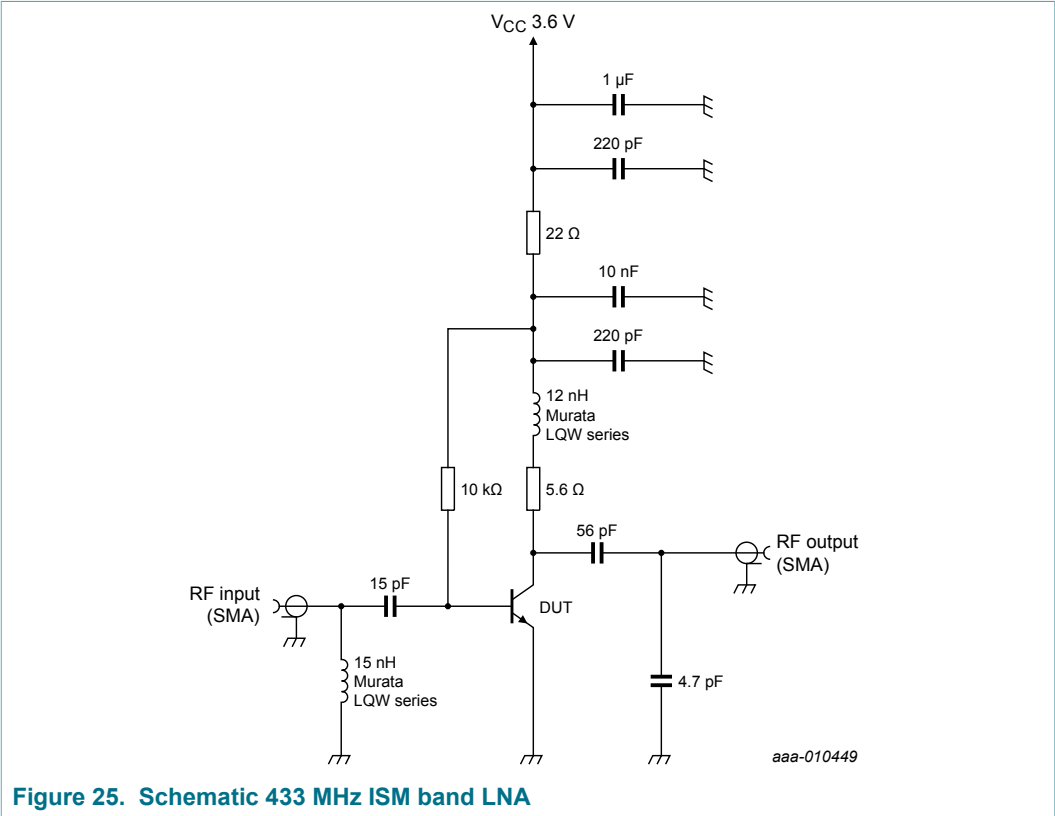 VCC 3.6 V
1 µF
220 pF
22 Ω
10 nF
220 pF
12 nH
Murata
LQW series
10 kΩ
5.6 Ω
56 pF
RF output
(SMA)
15 pF
RF input
(SMA)
DUT
15 nH
Murata
LQW series
4.7 pF
aaa-010449
Figure 25. Schematic 433 MHz ISM band LNA